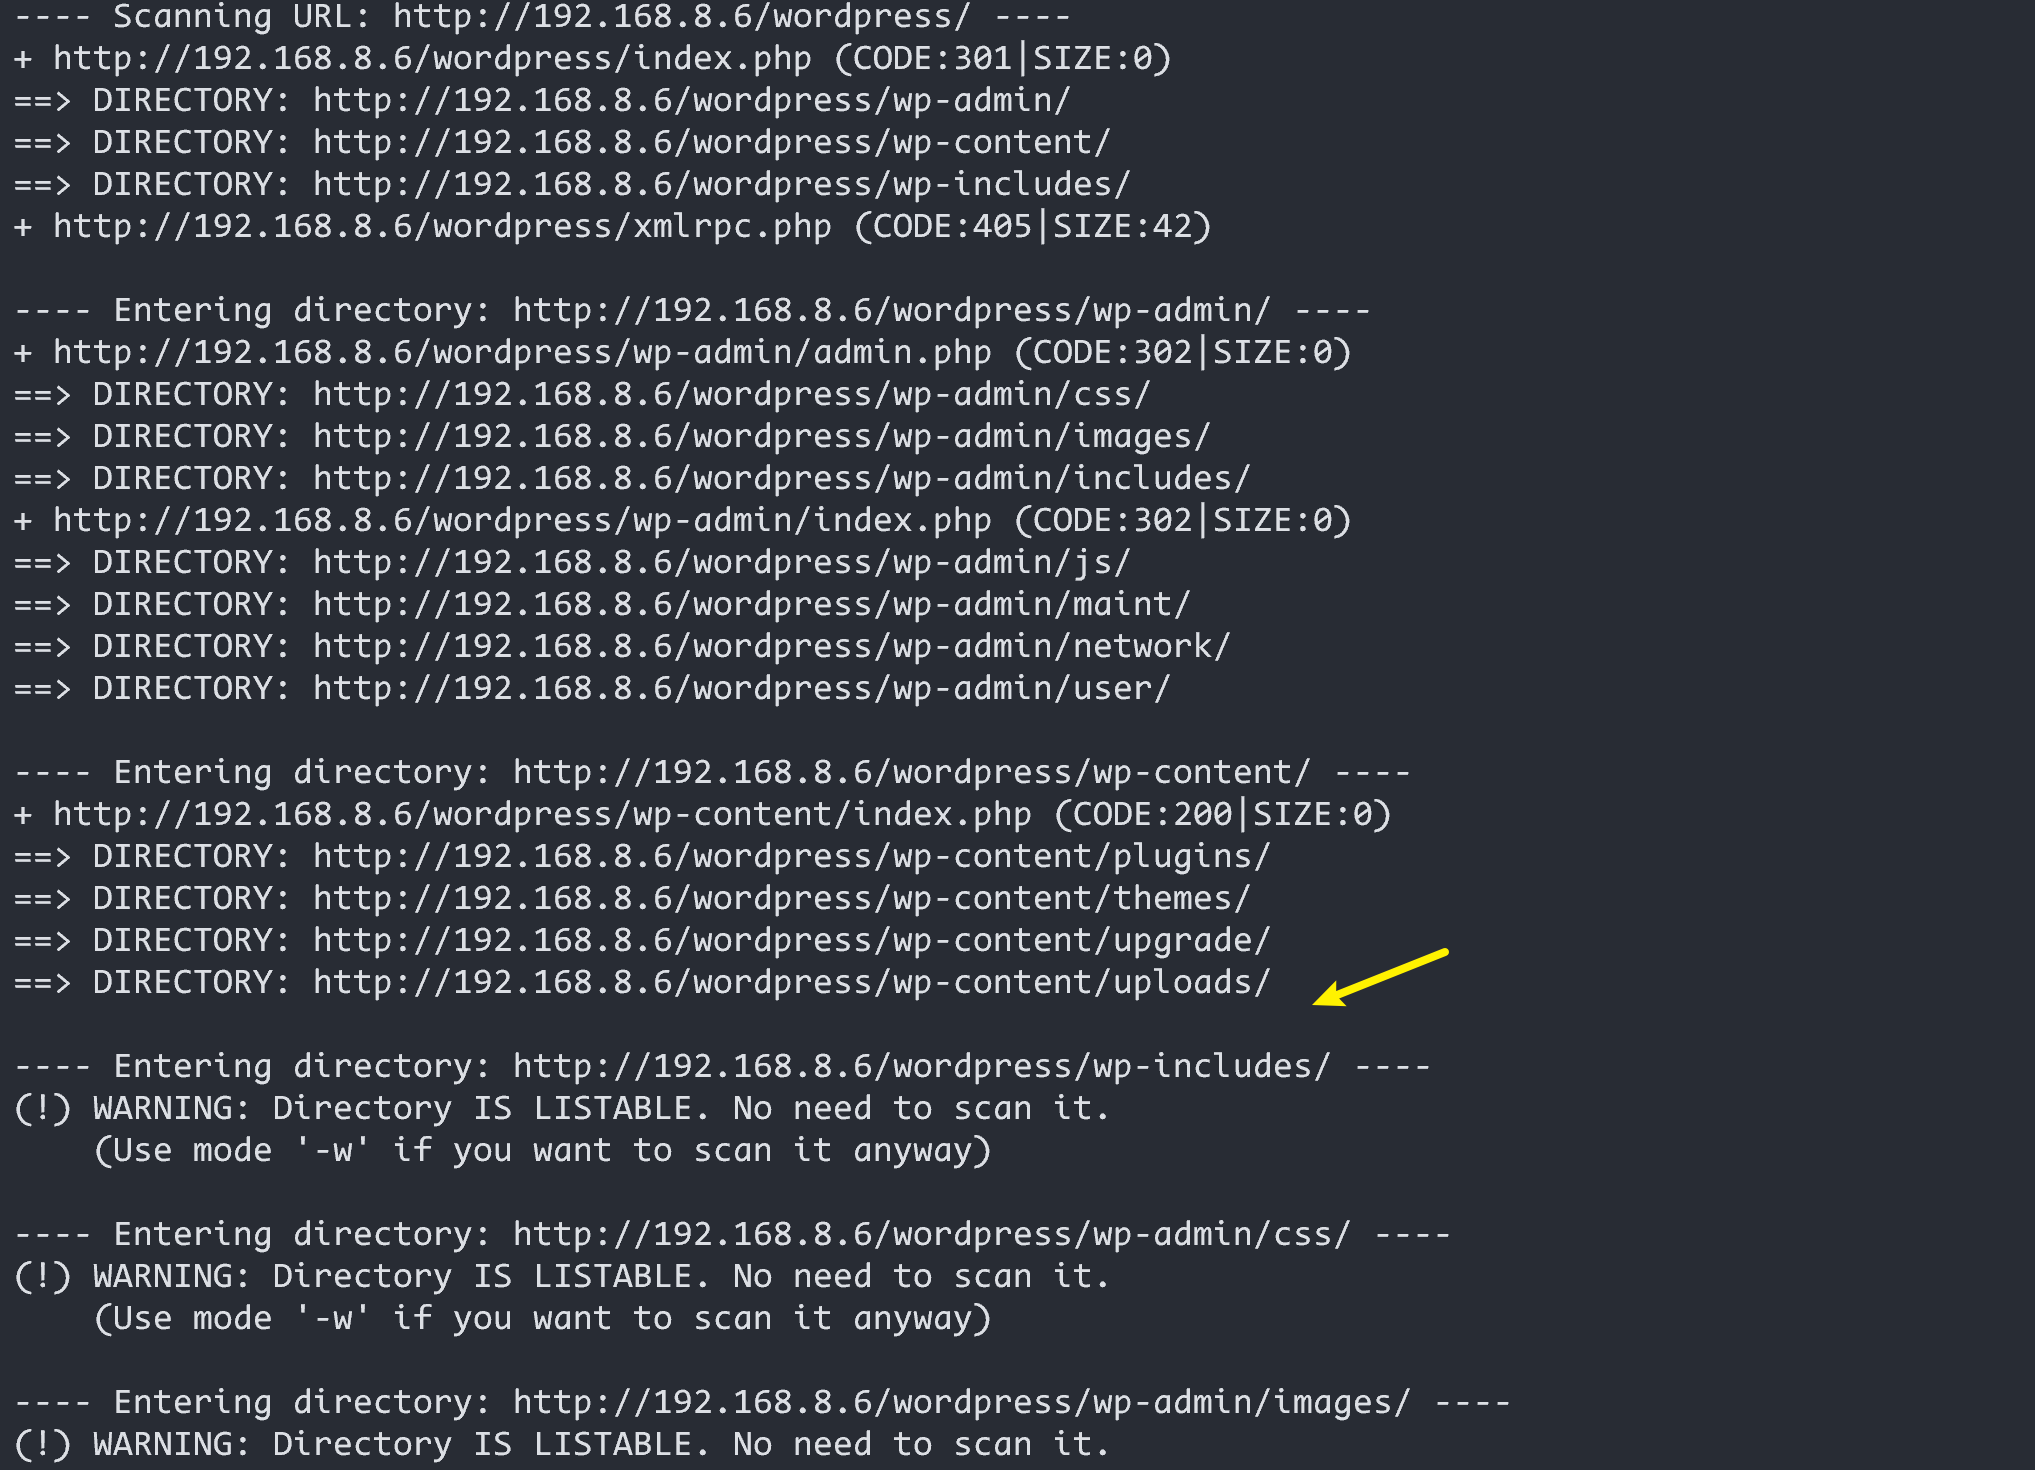 ---- Scanning URL: http://192.168.8.6/wordpress/ ----
+ http://192.168.8.6/wordpress/index.php (CODE:301|SIZE:0)
==> DIRECTORY: http://192.168.8.6/wordpress/wp-admin/
==> DIRECTORY: http://192.168.8.6/wordpress/wp-content/
==> DIRECTORY: http://192.168.8.6/wordpress/wp-includes/
+ http://192.168.8.6/wordpress/xmlrpc.php (CODE:405|SIZE:42)
---- Entering directory: http://192.168.8.6/wordpress/wp-admin/ ----
+ http://192.168.8.6/wordpress/wp-admin/admin.php (CODE:302|SIZE:0)
==> DIRECTORY: http://192.168.8.6/wordpress/wp-admin/css/
==> DIRECTORY: http://192.168.8.6/wordpress/wp-admin/images/
==> DIRECTORY: http://192.168.8.6/wordpress/wp-admin/includes/
+ http://192.168.8.6/wordpress/wp-admin/index.php (CODE:302|SIZE:0)
==> DIRECTORY: http://192.168.8.6/wordpress/wp-admin/js/
==> DIRECTORY: http://192.168.8.6/wordpress/wp-admin/maint/
==> DIRECTORY: http://192.168.8.6/wordpress/wp-admin/network/
==> DIRECTORY: http://192.168.8.6/wordpress/wp-admin/user/
---- Entering directory: http://192.168.8.6/wordpress/wp-content/ ----
+ http://192.168.8.6/wordpress/wp-content/index.php (CODE:200|SIZE:0)
==> DIRECTORY: http://192.168.8.6/wordpress/wp-content/plugins/
==> DIRECTORY: http://192.168.8.6/wordpress/wp-content/themes/
==> DIRECTORY: http://192.168.8.6/wordpress/wp-content/upgrade/
==> DIRECTORY: http://192.168.8.6/wordpress/wp-content/uploads/
---- Entering directory: http://192.168.8.6/wordpress/wp-includes/ ----
(!) WARNING: Directory IS LISTABLE. No need to scan it.
    (Use mode '-w' if you want to scan it anyway)
---- Entering directory: http://192.168.8.6/wordpress/wp-admin/css/ ----
(!) WARNING: Directory IS LISTABLE. No need to scan it.
    (Use mode '-w' if you want to scan it anyway)
---- Entering directory: http://192.168.8.6/wordpress/wp-admin/images/ ----
(!) WARNING: Directory IS LISTABLE. No need to scan it.